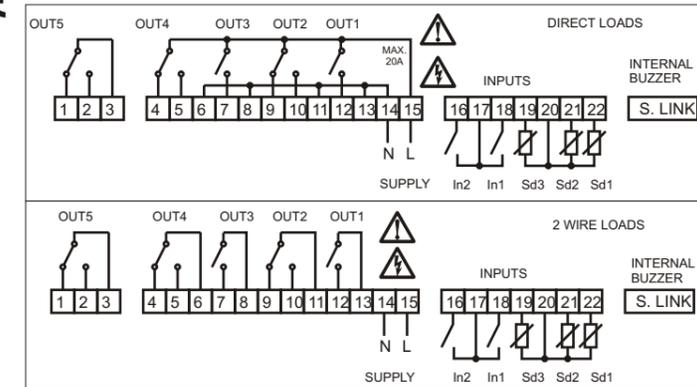 OUT5 OUT4 OUT3 OUT2 OUT1 DIRECT LOADS
MAX.
20A
INPUTS
INTERNAL
BUZZER
1 2 3 4 5 6 7 8 9 10 11 12 13 14 15 16 17 18 19 20 21 22 S. LINK
N L
SUPPLY In2 In1 Sd3 Sd2 Sd1
OUT5 OUT4 OUT3 OUT2 OUT1 2 WIRE LOADS
INPUTS
INTERNAL
BUZZER
1 2 3 4 5 6 7 8 9 10 11 12 13 14 15 16 17 18 19 20 21 22 S. LINK
N L
SUPPLY In2 In1 Sd3 Sd2 Sd1